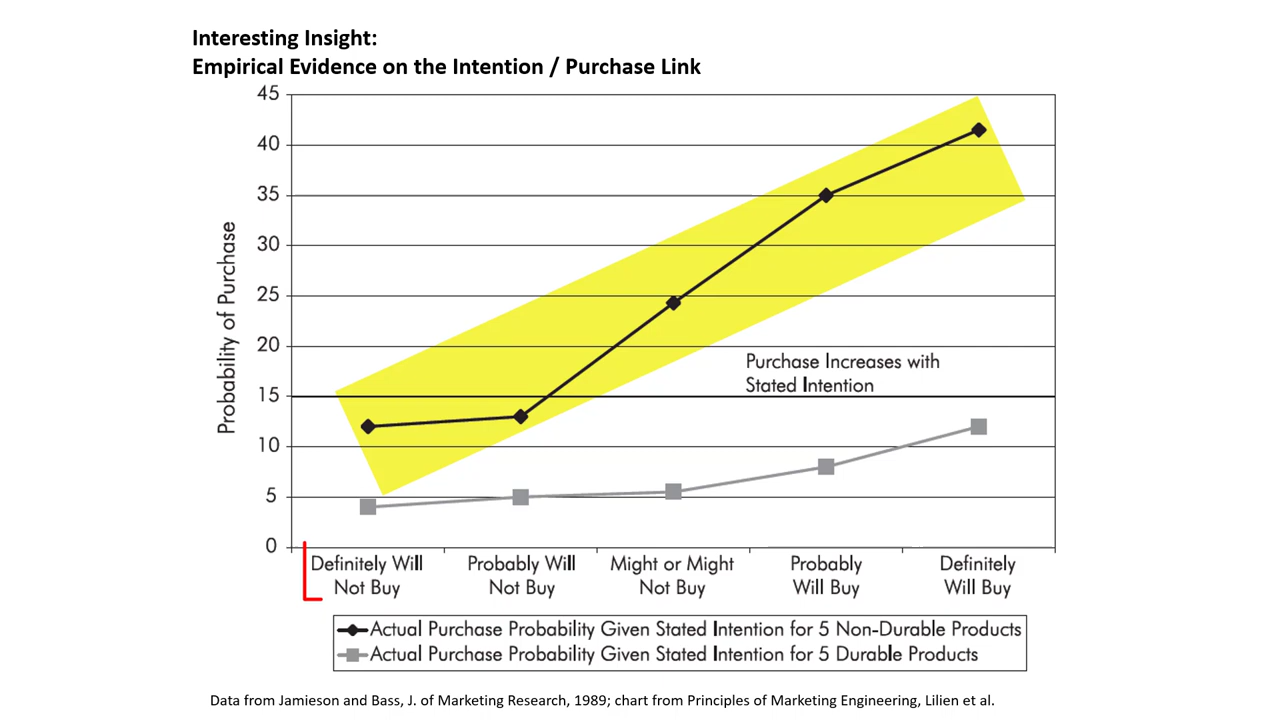 Interesting Insight:
Empirical Evidence on the Intention / Purchase Link
45
40
35
30
25
20
15
10
5
0
Probability of Purchase
Purchase Increases with
Stated Intention
Definitely Will
Not Buy
Probably Will
Not Buy
Might or Might
Not Buy
Probably
Will Buy
Definitely
Will Buy
Actual Purchase Probability Given Stated Intention for 5 Non-Durable Products
Actual Purchase Probability Given Stated Intention for 5 Durable Products
Data from Jamieson and Bass, J. of Marketing Research, 1989; chart from Principles of Marketing Engineering, Lilien et al.